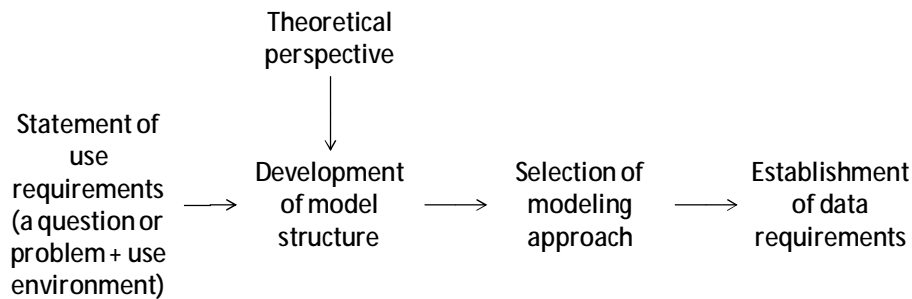 Theoretical
perspective
Statement of
use
requirements
(a question or
problem + use
environment)
Development
of model
structure
Selection of
modeling
approach
Establishment
of data
requirements